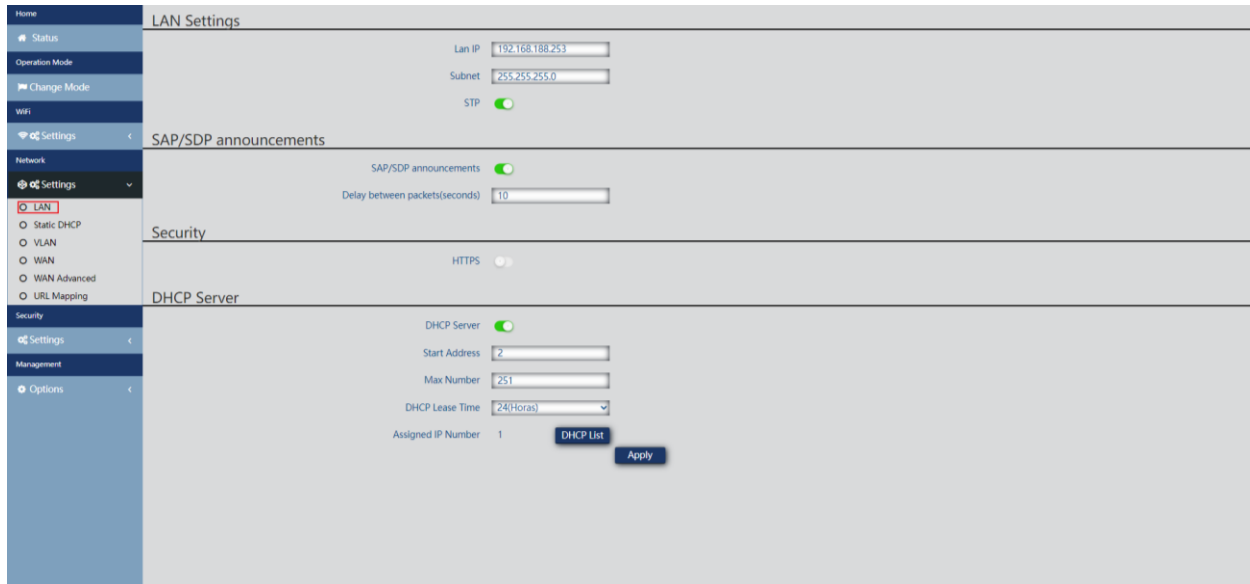 Home
Status
Operation Mode
Change Mode
WiFi
Settings
Network
Settings
LAN
Static DHCP
VLAN
WAN
WAN Advanced
URL Mapping
Security
Settings
Management
Options
LAN Settings
Lan IP 192.168.188.253
Subnet 255.255.255.0
STP
SAP/SDP announcements
SAP/SDP announcements
Delay between packets(seconds) 10
Security
HTTPS
DHCP Server
DHCP Server
Start Address 2
Max Number 251
DHCP Lease Time 24(Horas)
Assigned IP Number 1 DHCP List
Apply